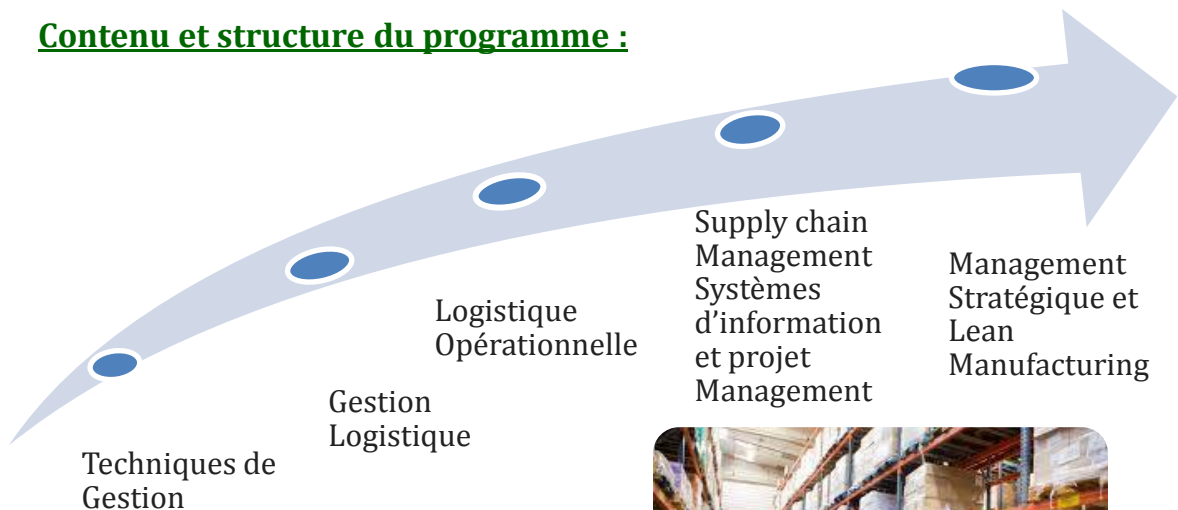 Contenu et structure du programme :
Techniques de
Gestion
Gestion
Logistique
Logistique
Opérationnelle
Supply chain
Management
Systèmes
d’information
et projet
Management
Management
Stratégique et
Lean
Manufacturing